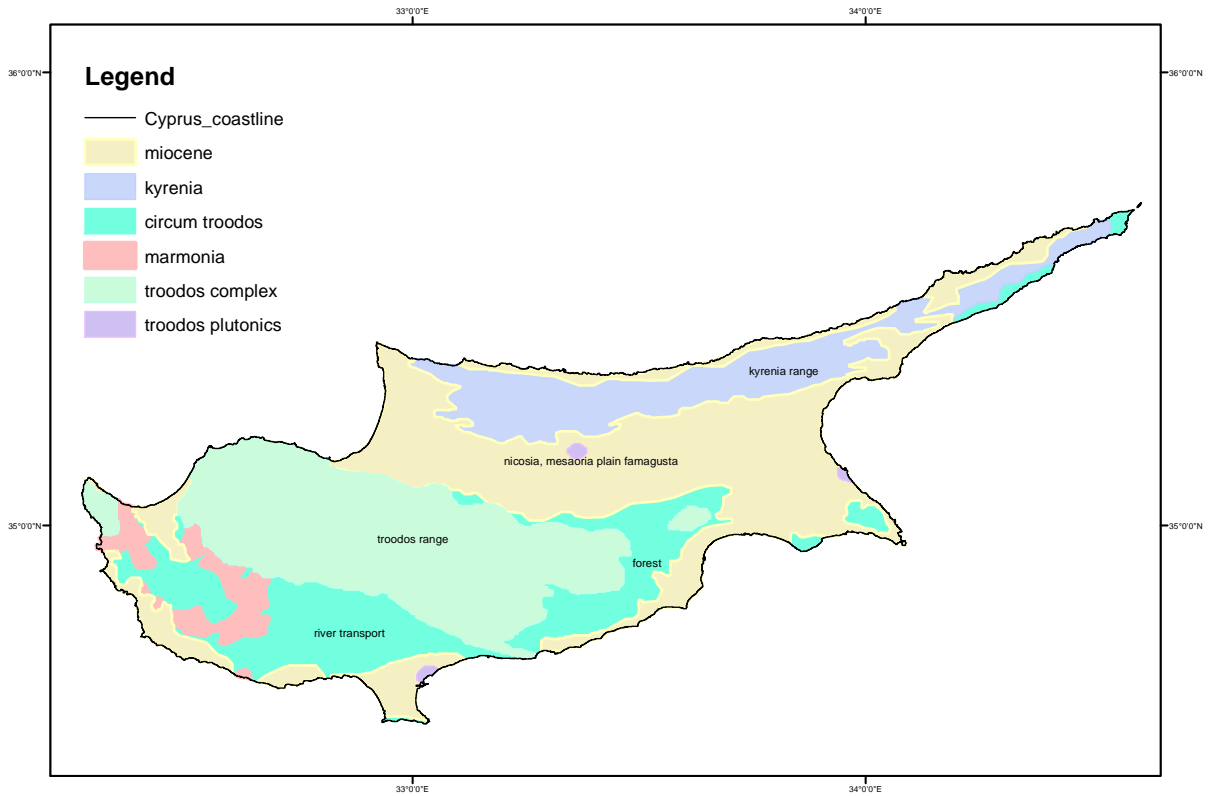 33°0'0"E
34°0'0"E
36°0'0"N
36°0'0"N
Legend
Cyprus_coastline
miocene
kyrenia
circum troodos
marmonia
troodos complex
troodos plutonics
kyrenia range
nicosia, mesaoria plain famagusta
35°0'0"N
35°0'0"N
troodos range
forest
river transport
33°0'0"E
34°0'0"E